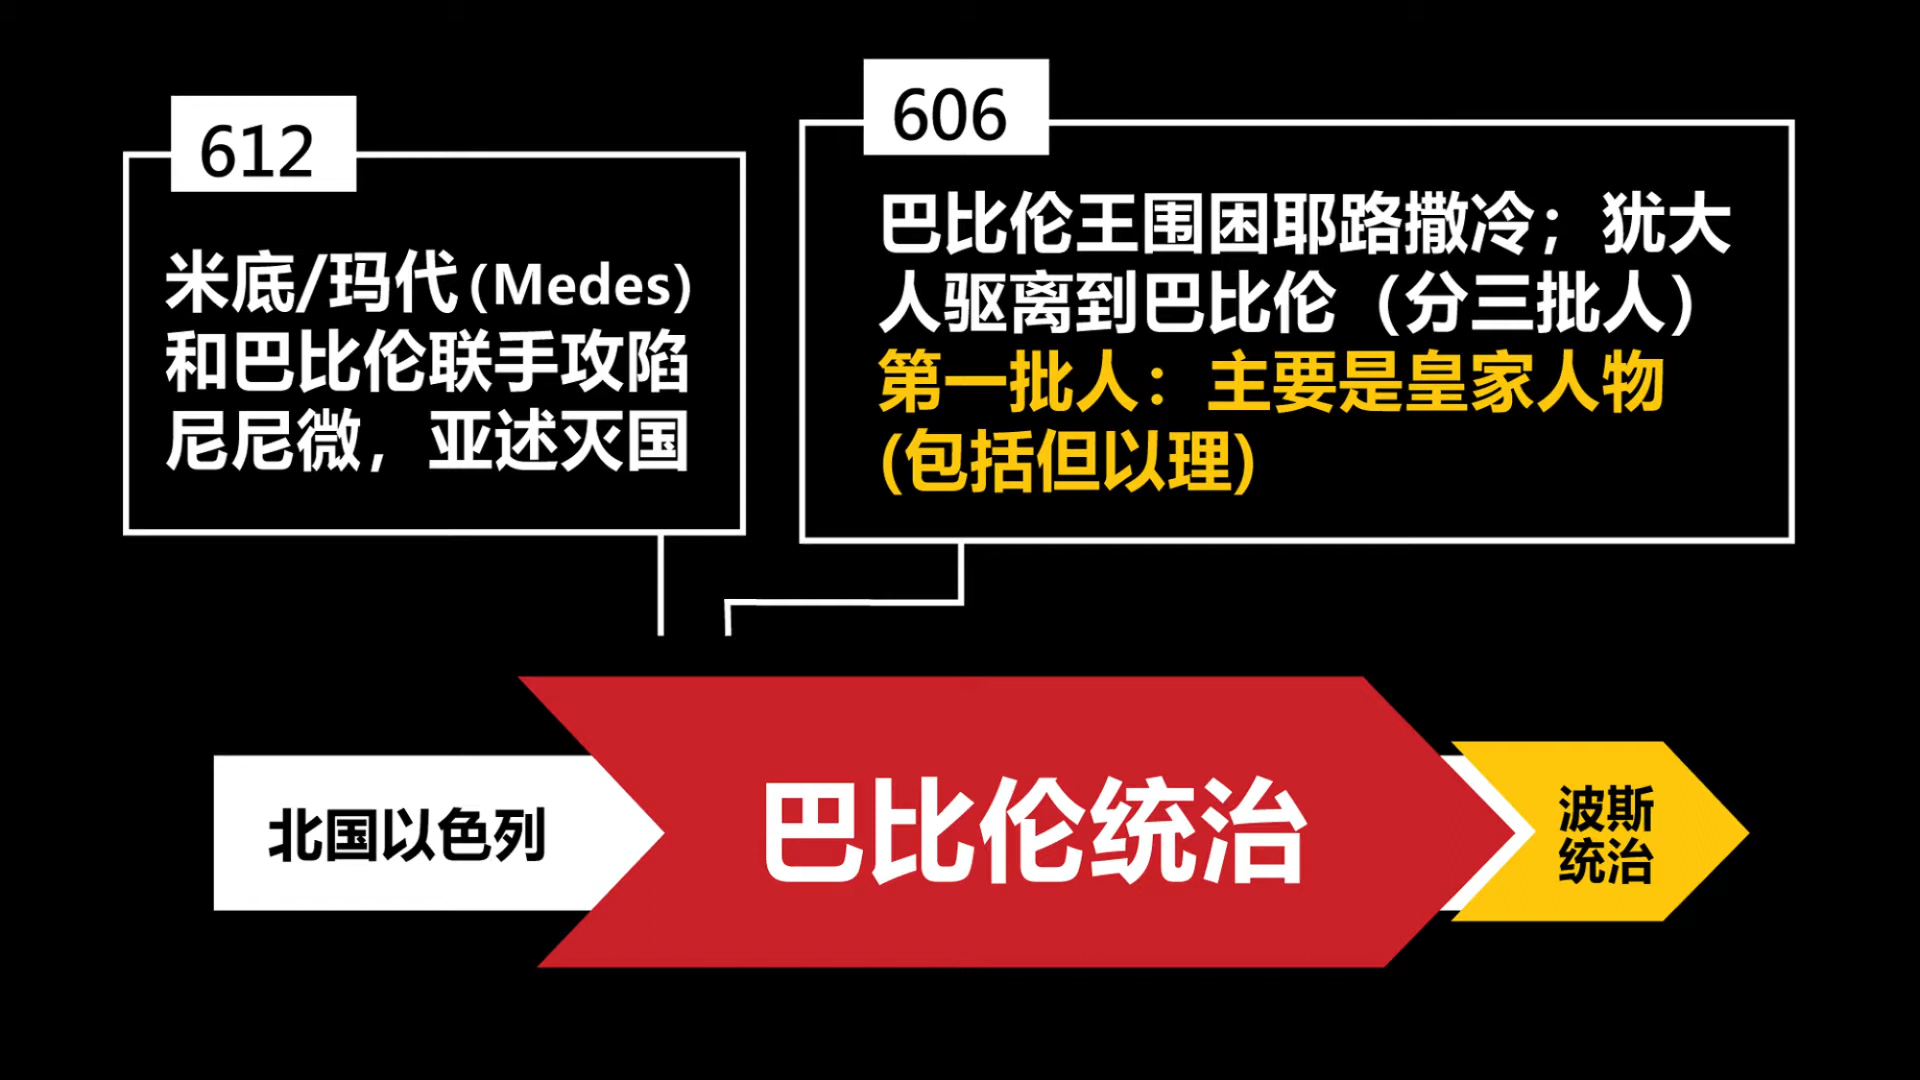 612
米底/玛代(Medes)
和巴比伦联手攻陷
尼尼微，亚述灭国
606
巴比伦王围困耶路撒冷；犹大
人驱离到巴比伦（分三批人）
第一批人：主要是皇家人物
(包括但以理)
北国以色列
巴比伦统治
波斯
统治